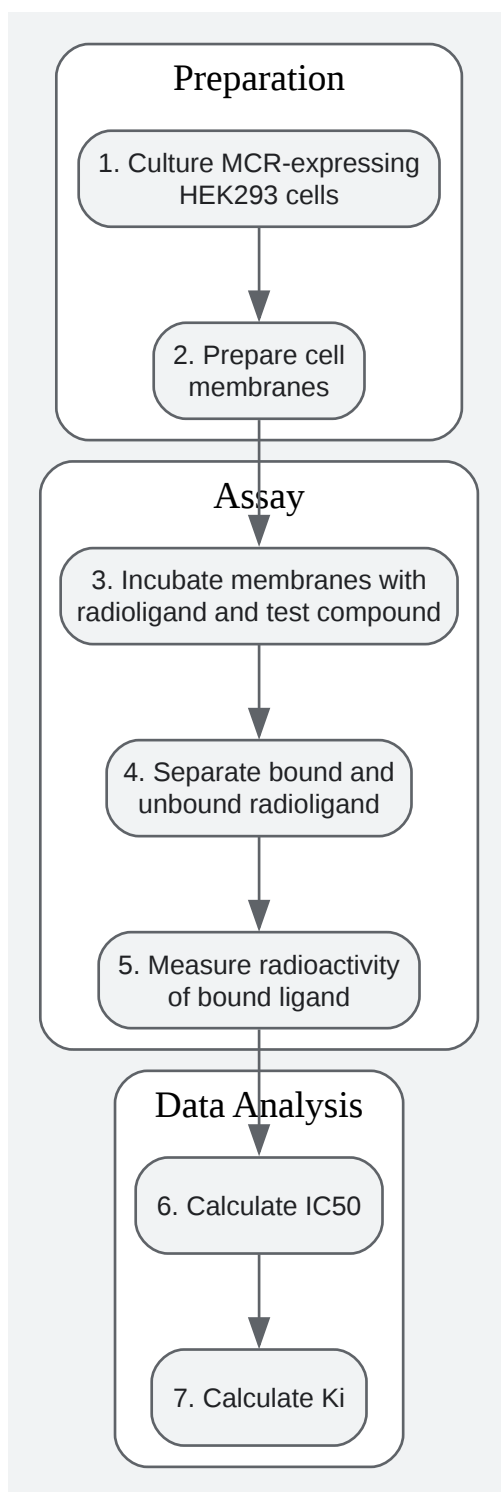 Preparation
1. Culture MCR-expressing
HEK293 cells
2. Prepare cell
membranes
Assay
3. Incubate membranes with
radioligand and test compound
4. Separate bound and
unbound radioligand
5. Measure radioactivity
of bound ligand
Data Analysis
6. Calculate IC50
7. Calculate Ki